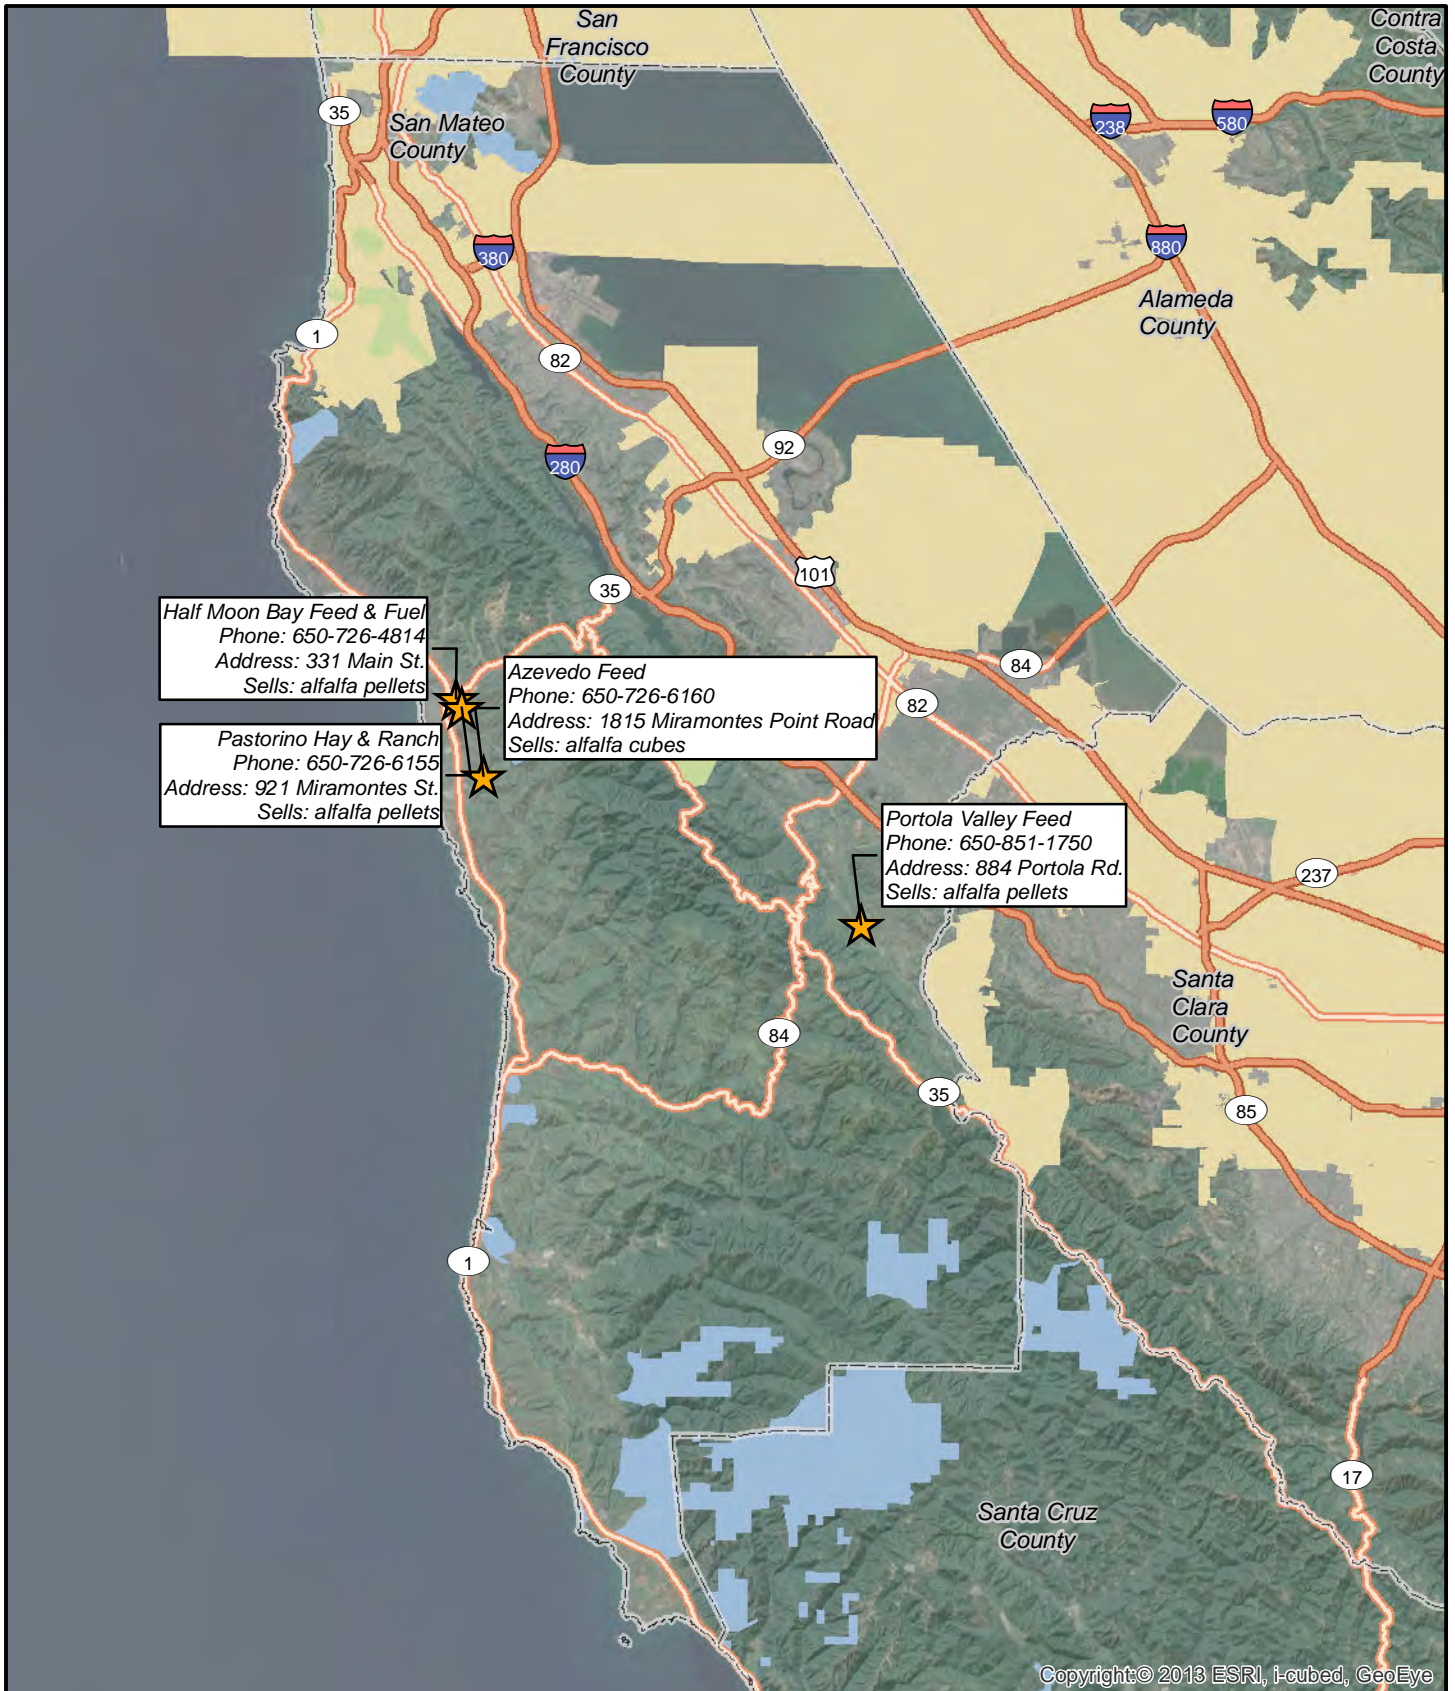 San
Francisco
County
Contra
Costa
County
35
San Mateo
County
238
580
380
880
Alameda
County
1
82
92
280
101
35
Half Moon Bay Feed & Fuel
Phone: 650-726-4814
Address: 331 Main St.
Sells: alfalfa pellets
Azevedo Feed
Phone: 650-726-6160
Address: 1815 Miramontes Point Road
Sells: alfalfa cubes
84
82
Pastorino Hay & Ranch
Phone: 650-726-6155
Address: 921 Miramontes St.
Sells: alfalfa pellets
Portola Valley Feed
Phone: 650-851-1750
Address: 884 Portola Rd.
Sells: alfalfa pellets
237
Santa
Clara
County
84
35
85
1
17
Santa Cruz
County
Copyright:© 2013 ESRI, i-cubed, GeoEye